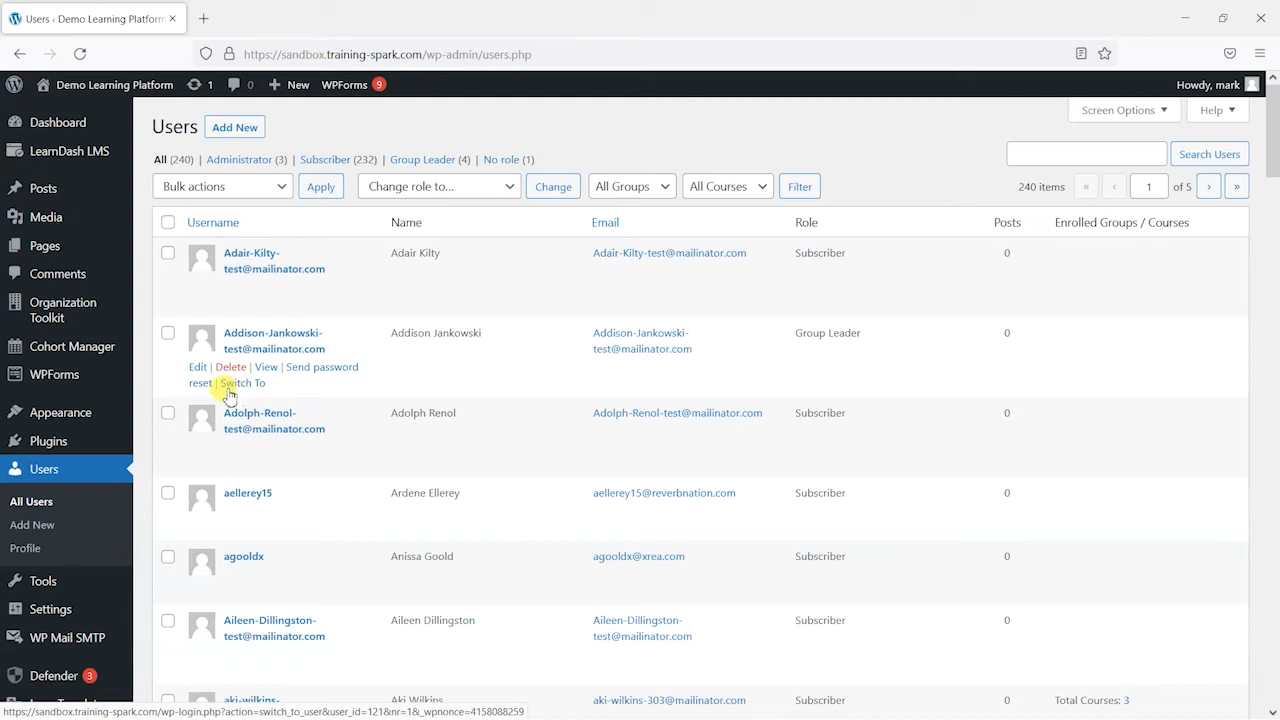 Users ‹ Demo Learning Platform
https://sandbox.training-spark.com/wp-admin/users.php
Demo Learning Platform 1 0 New WPForms 9 Howdy, mark
Dashboard
LearnDash LMS
Posts
Media
Pages
Comments
Organization
Toolkit
Cohort Manager
WPForms
Appearance
Plugins
Users
All Users
Add New
Profile
Tools
Settings
WP Mail SMTP
Defender 3
Screen Options Help
Users Add New
All (240) | Administrator (3) | Subscriber (232) | Group Leader (4) | No role (1)
Search Users
Bulk actions Apply Change role to... Change All Groups All Courses Filter 240 items « ‹ 1 of 5 › »
Username Name Email Role Posts Enrolled Groups / Courses
Adair-Kilty- Adair Kilty Adair-Kilty-test@mailinator.com Subscriber 0
test@mailinator.com
Addison-Jankowski- Addison Jankowski Addison-Jankowski- Group Leader 0
test@mailinator.com test@mailinator.com
Edit | Delete | View | Send password
reset | Switch To
Adolph-Renol- Adolph Renol Adolph-Renol-test@mailinator.com Subscriber 0
test@mailinator.com
aellerey15 Ardene Ellerey aellerey15@reverbnation.com Subscriber 0
agooldx Anissa Goold agooldx@xrea.com Subscriber 0
Aileen-Dillingston- Aileen Dillingston Aileen-Dillingston- Subscriber 0
test@mailinator.com test@mailinator.com
aki-wilkins- Aki Wilkins aki-wilkins-303@mailinator.com Subscriber 0 Total Courses: 3
https://sandbox.training-spark.com/wp-login.php?action=switch_to_user&user_id=121&nr=1&_wpnonce=4158088259